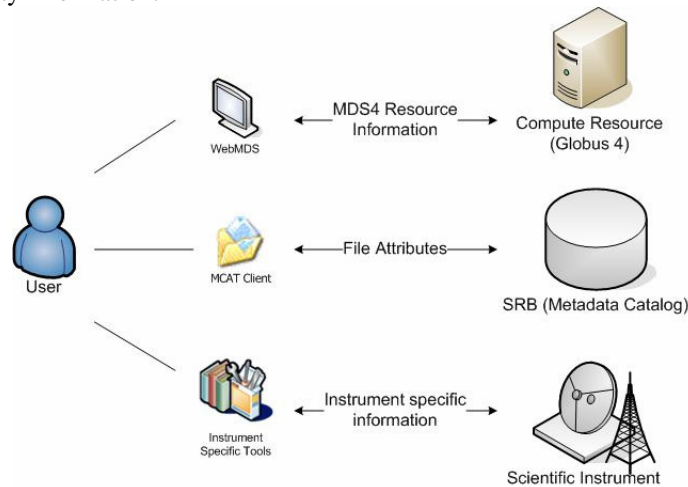 MDS4 Resource
Information
WebMDS
Compute Resource
(Globus 4)
User
MCAT Client
File Attributes
SRB (Metadata Catalog)
Instrument specific
information
Instrument
Specific Tools
Scientific Instrument